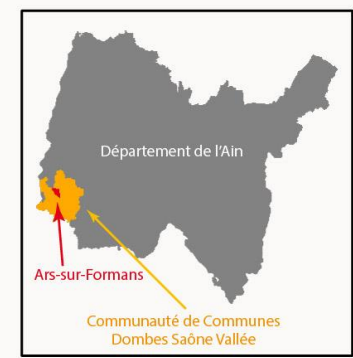 Département de l'Ain
Ars-sur-Formans
Communauté de Communes
Dombes Saône Vallée